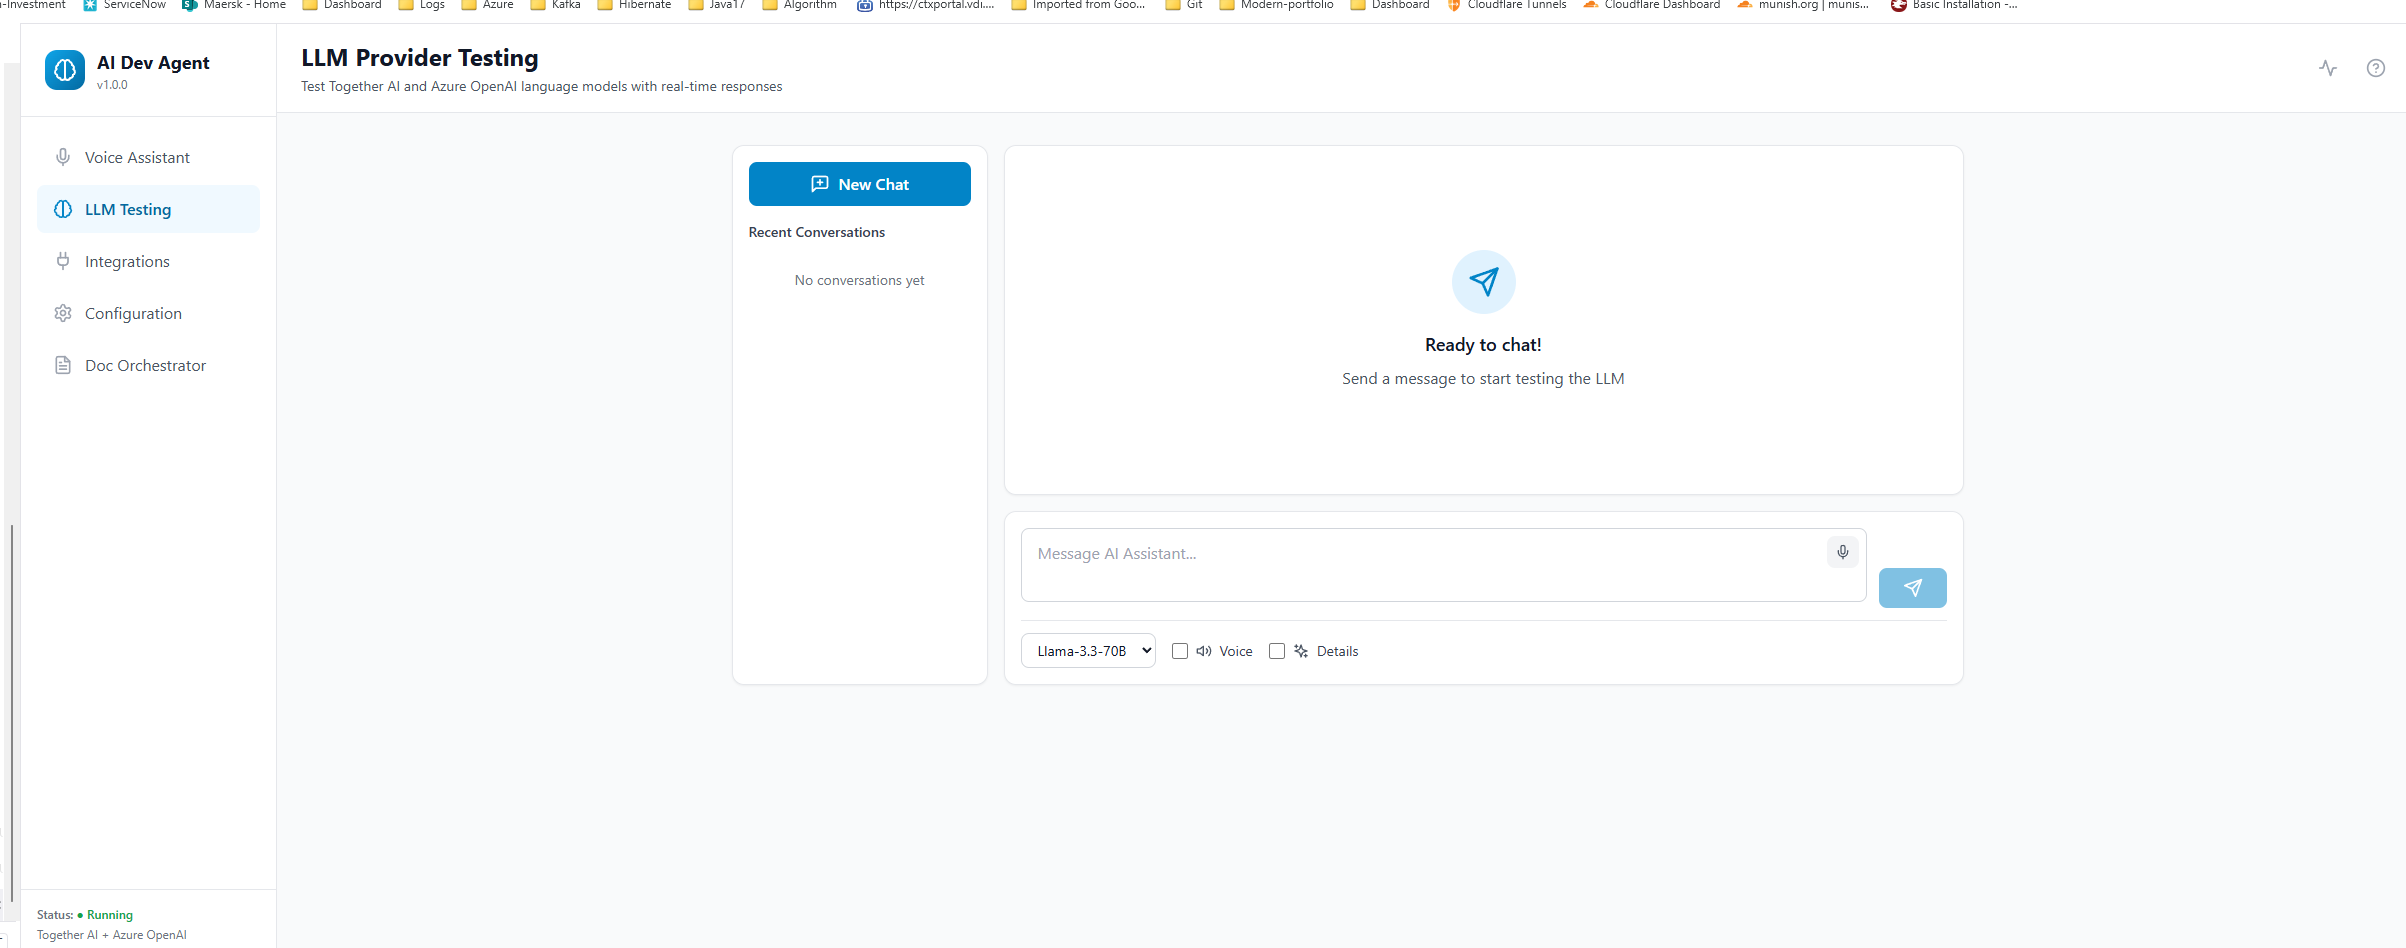 -Investment ServiceNow Maersk - Home Dashboard Logs Azure Kafka Hibernate Java17 Algorithm https://ctxportal.vdi.... Imported from Goo... Git Modern-portfolio Dashboard Cloudflare Tunnels Cloudflare Dashboard munish.org | munis... Basic Installation -...
AI Dev Agent
v1.0.0
Voice Assistant
LLM Testing
Integrations
Configuration
Doc Orchestrator
Status: ● Running
Together AI + Azure OpenAI
LLM Provider Testing
Test Together AI and Azure OpenAI language models with real-time responses
New Chat
Recent Conversations
No conversations yet
Ready to chat!
Send a message to start testing the LLM
Message AI Assistant...
Llama-3.3-70B Voice Details